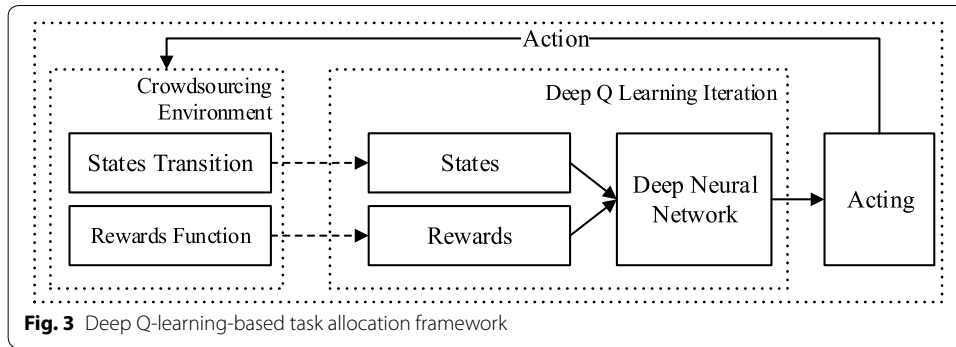 Action
Crowdsourcing
Environment
Deep Q Learning Iteration
States Transition
States
Deep Neural
Network
Acting
Rewards Function
Rewards
Fig. 3 Deep Q-learning-based task allocation framework